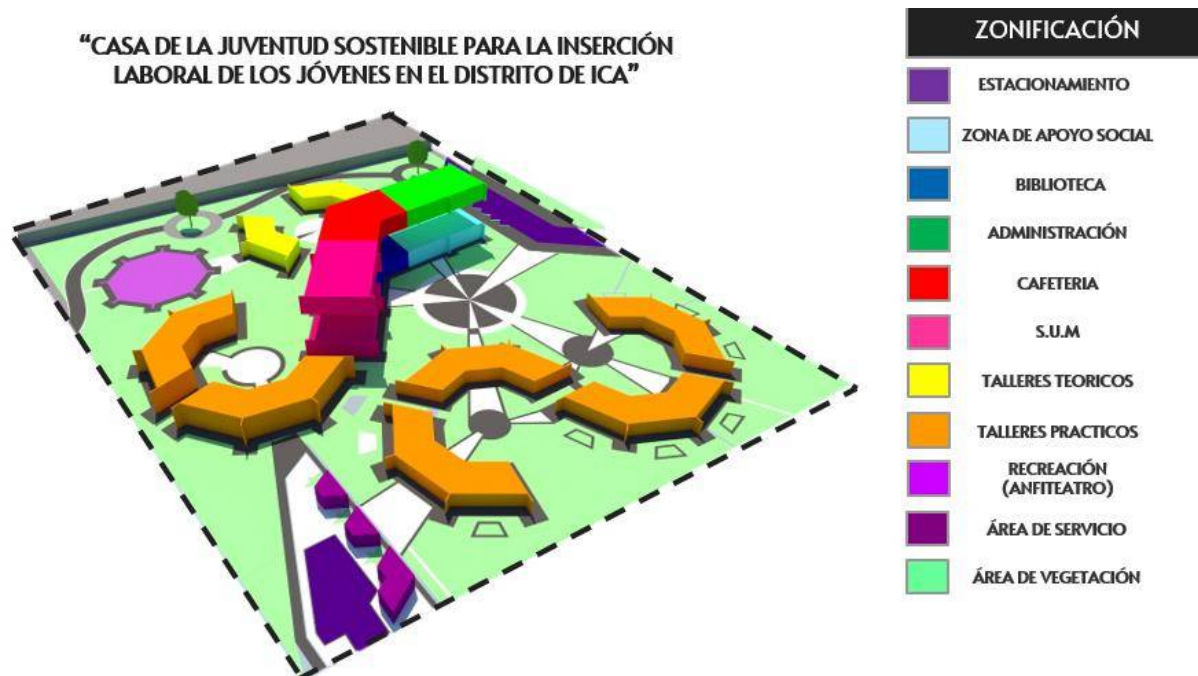 “CASA DE LA JUVENTUD SOSTENIBLE PARA LA INSERCIÓN
LABORAL DE LOS JÓVENES EN EL DISTRITO DE ICA”
ZONIFICACIÓN
ESTACIONAMIENTO
ZONA DE APOYO SOCIAL
BIBLIOTECA
ADMINISTRACIÓN
CAFETERIA
S.U.M
TALLERES TEORICOS
TALLERES PRACTICOS
RECREACIÓN
(ANFITEATRO)
ÁREA DE SERVICIO
ÁREA DE VEGETACIÓN